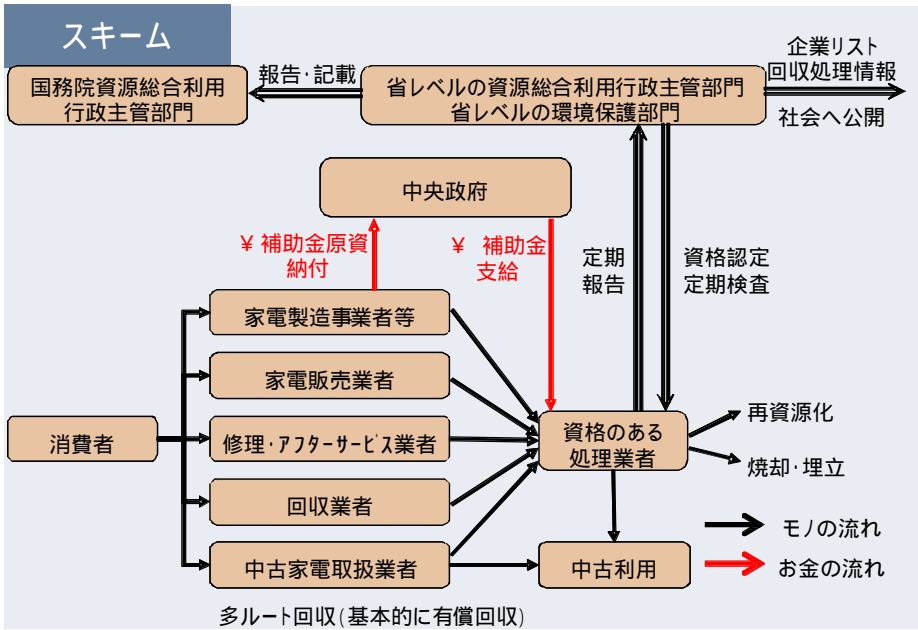 スキーム
企業リスト
回収処理情報
社会へ公開
国務院資源総合利用
行政主管部門
報告・記載
省レベルの資源総合利用行政主管部門
省レベルの環境保護部門
中央政府
¥ 補助金原資
納付
¥ 補助金
支給
定期
報告
資格認定
定期検査
家電製造事業者等
家電販売業者
消費者
修理・アフターサービス業者
回収業者
中古家電取扱業者
資格のある
処理業者
再資源化
焼却・埋立
中古利用
モノの流れ
お金の流れ
多ルート回収(基本的に有償回収)